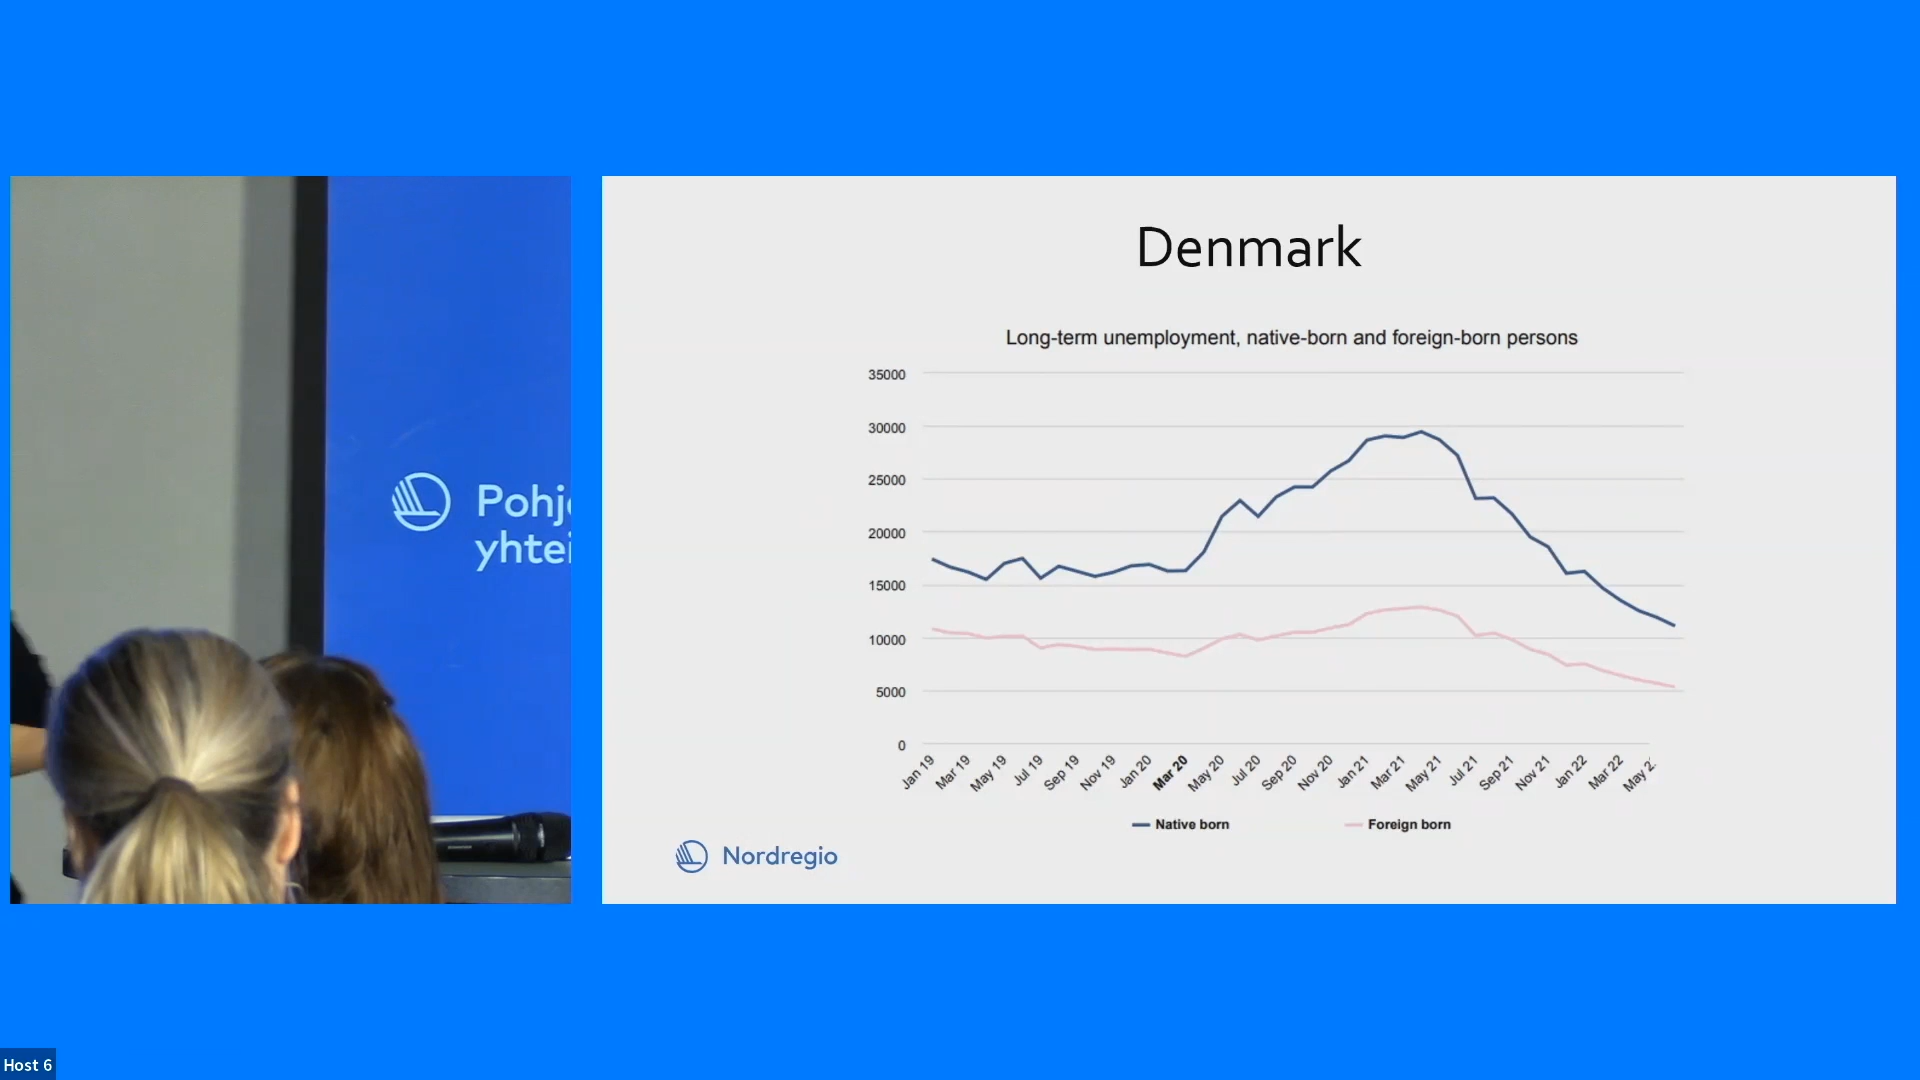 Pohj
yhtei
Denmark
Long-term unemployment, native-born and foreign-born persons
35000
30000
25000
20000
15000
10000
5000
0
Jan 19
Mar 19
May 19
Jul 19
Sep 19
Nov 19
Jan 20
Mar 20
May 20
Jul 20
Sep 20
Nov 20
Jan 21
Mar 21
May 21
Jul 21
Sep 21
Nov 21
Jan 22
Mar 22
May 2
Native born
Foreign born
Nordregio
Host 6